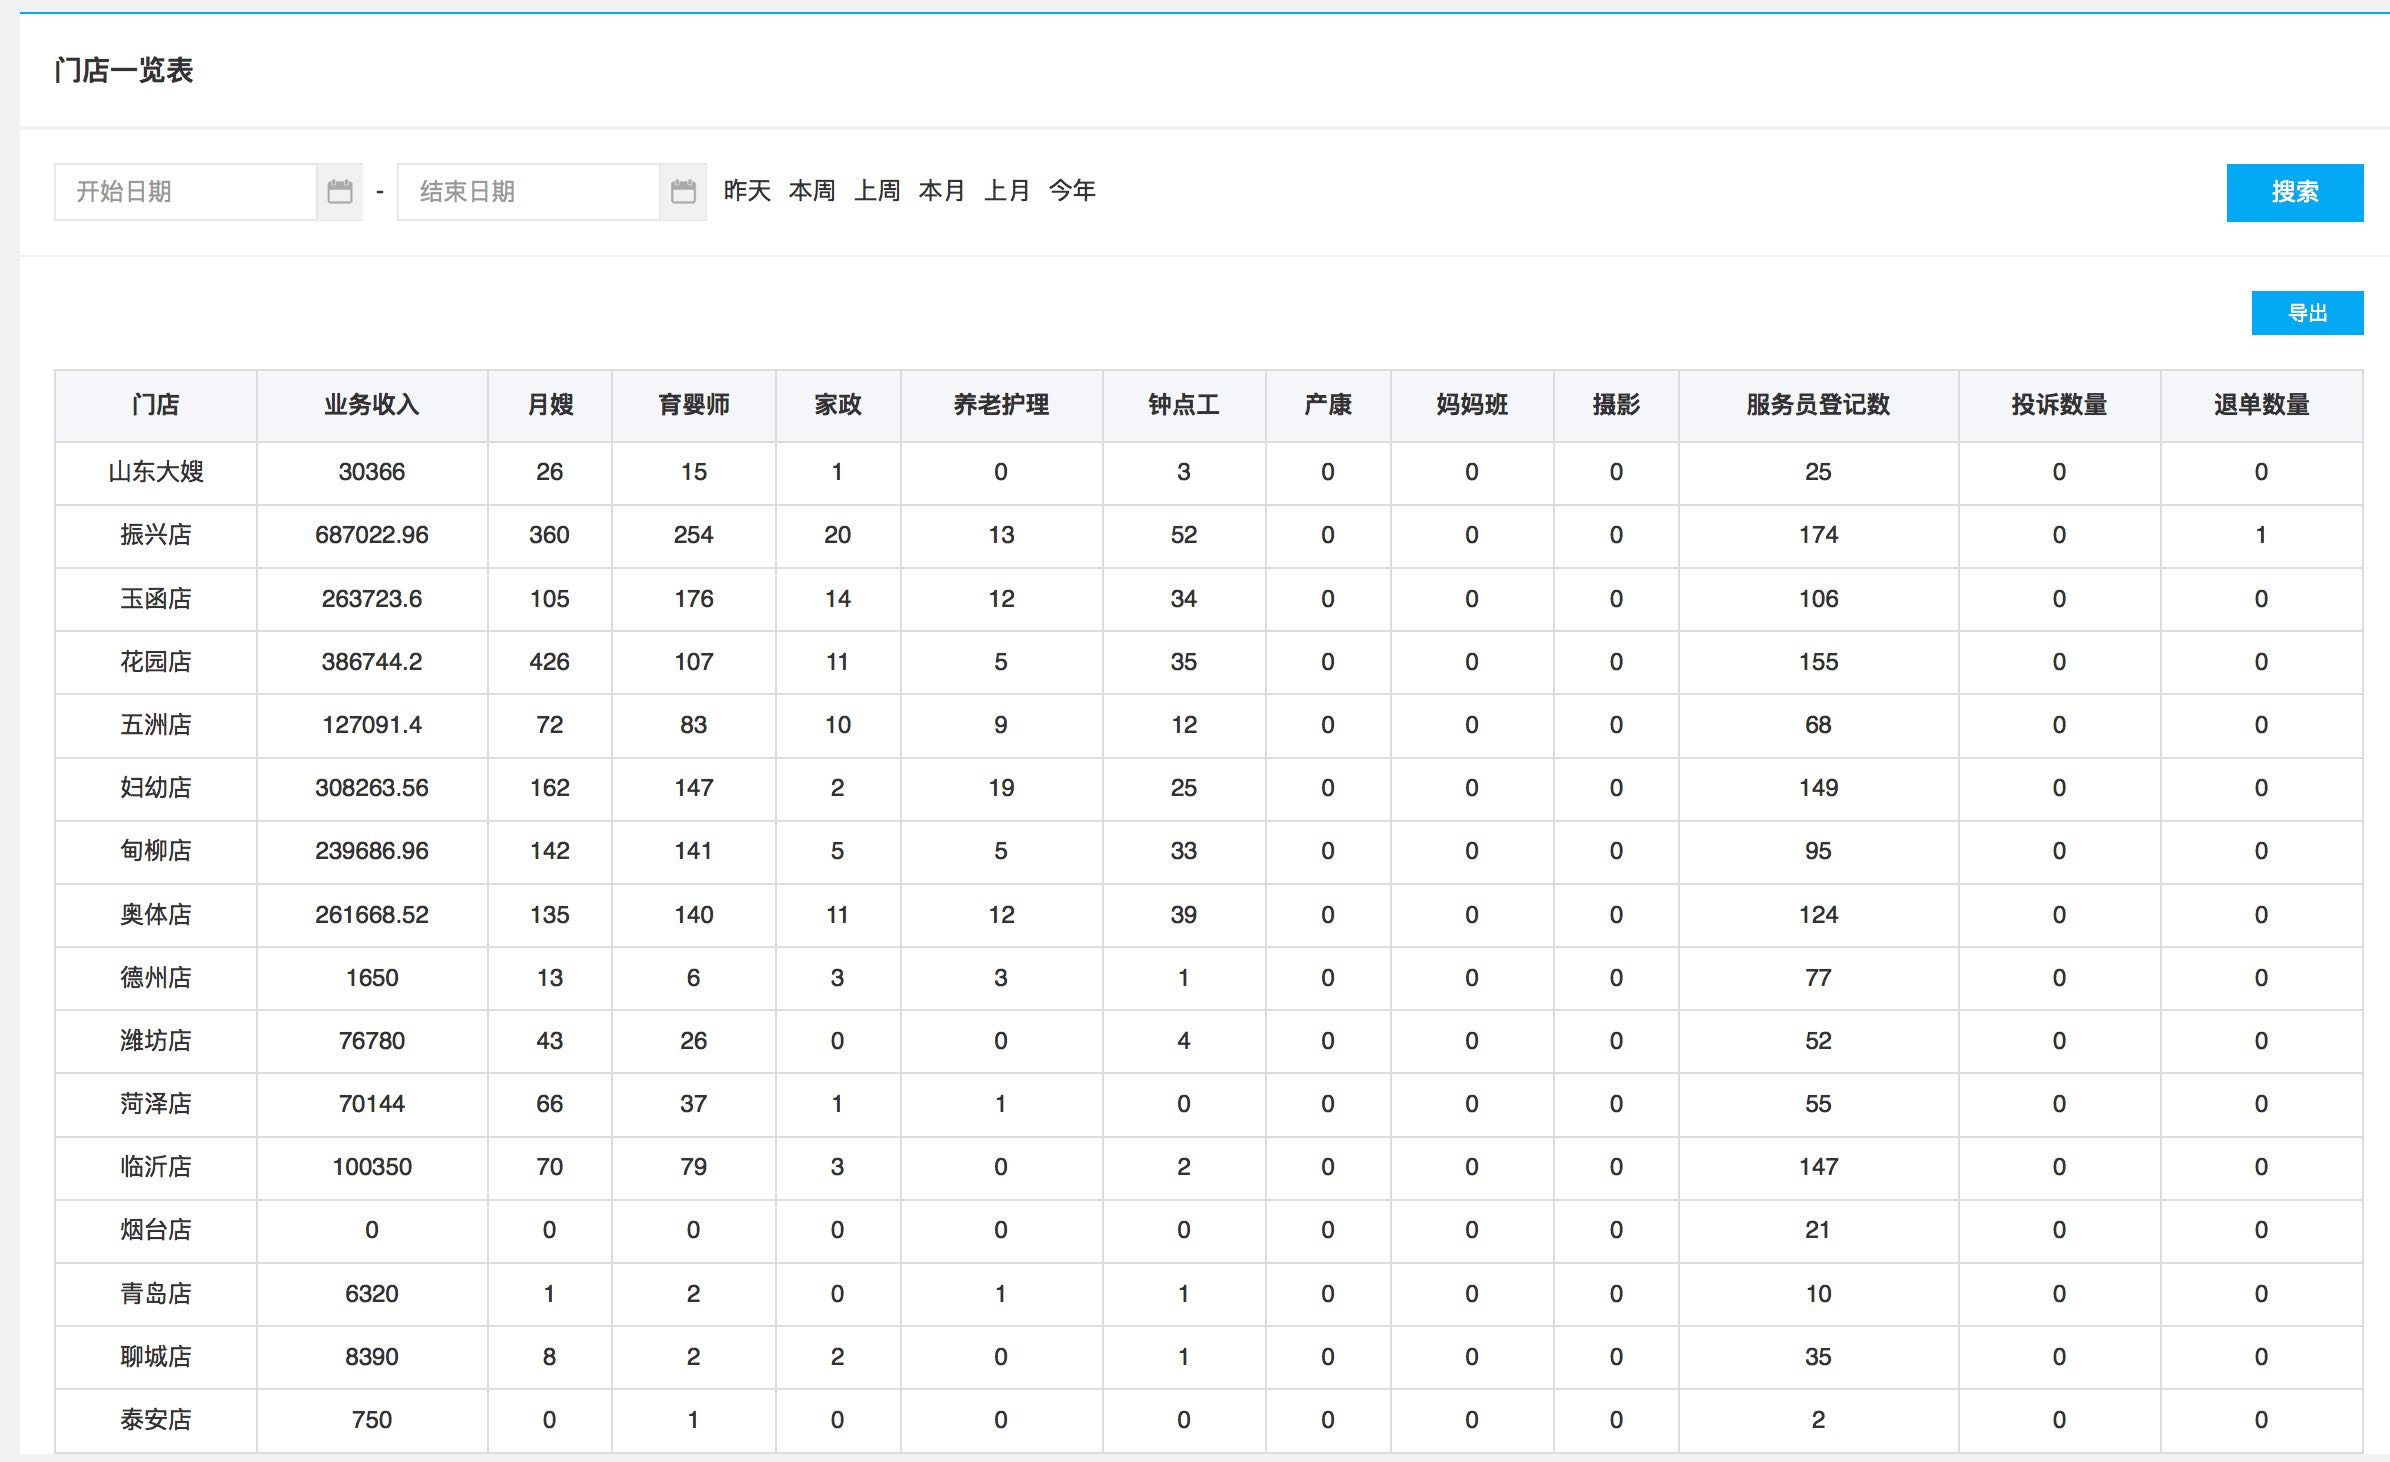 门店一览表
开始日期 - 结束日期 昨天 本周 上周 本月 上月 今年 搜索
导出
门店 业务收入 月嫂 育婴师 家政 养老护理 钟点工 产康 妈妈班 摄影 服务员登记数 投诉数量 退单数量
山东大嫂 30366 26 15 1 0 3 0 0 0 25 0 0
振兴店 687022.96 360 254 20 13 52 0 0 0 174 0 1
玉函店 263723.6 105 176 14 12 34 0 0 0 106 0 0
花园店 386744.2 426 107 11 5 35 0 0 0 155 0 0
五洲店 127091.4 72 83 10 9 12 0 0 0 68 0 0
妇幼店 308263.56 162 147 2 19 25 0 0 0 149 0 0
甸柳店 239686.96 142 141 5 5 33 0 0 0 95 0 0
奥体店 261668.52 135 140 11 12 39 0 0 0 124 0 0
德州店 1650 13 6 3 3 1 0 0 0 77 0 0
潍坊店 76780 43 26 0 0 4 0 0 0 52 0 0
菏泽店 70144 66 37 1 1 0 0 0 0 55 0 0
临沂店 100350 70 79 3 0 2 0 0 0 147 0 0
烟台店 0 0 0 0 0 0 0 0 0 21 0 0
青岛店 6320 1 2 0 1 1 0 0 0 10 0 0
聊城店 8390 8 2 2 0 1 0 0 0 35 0 0
泰安店 750 0 1 0 0 0 0 0 0 2 0 0